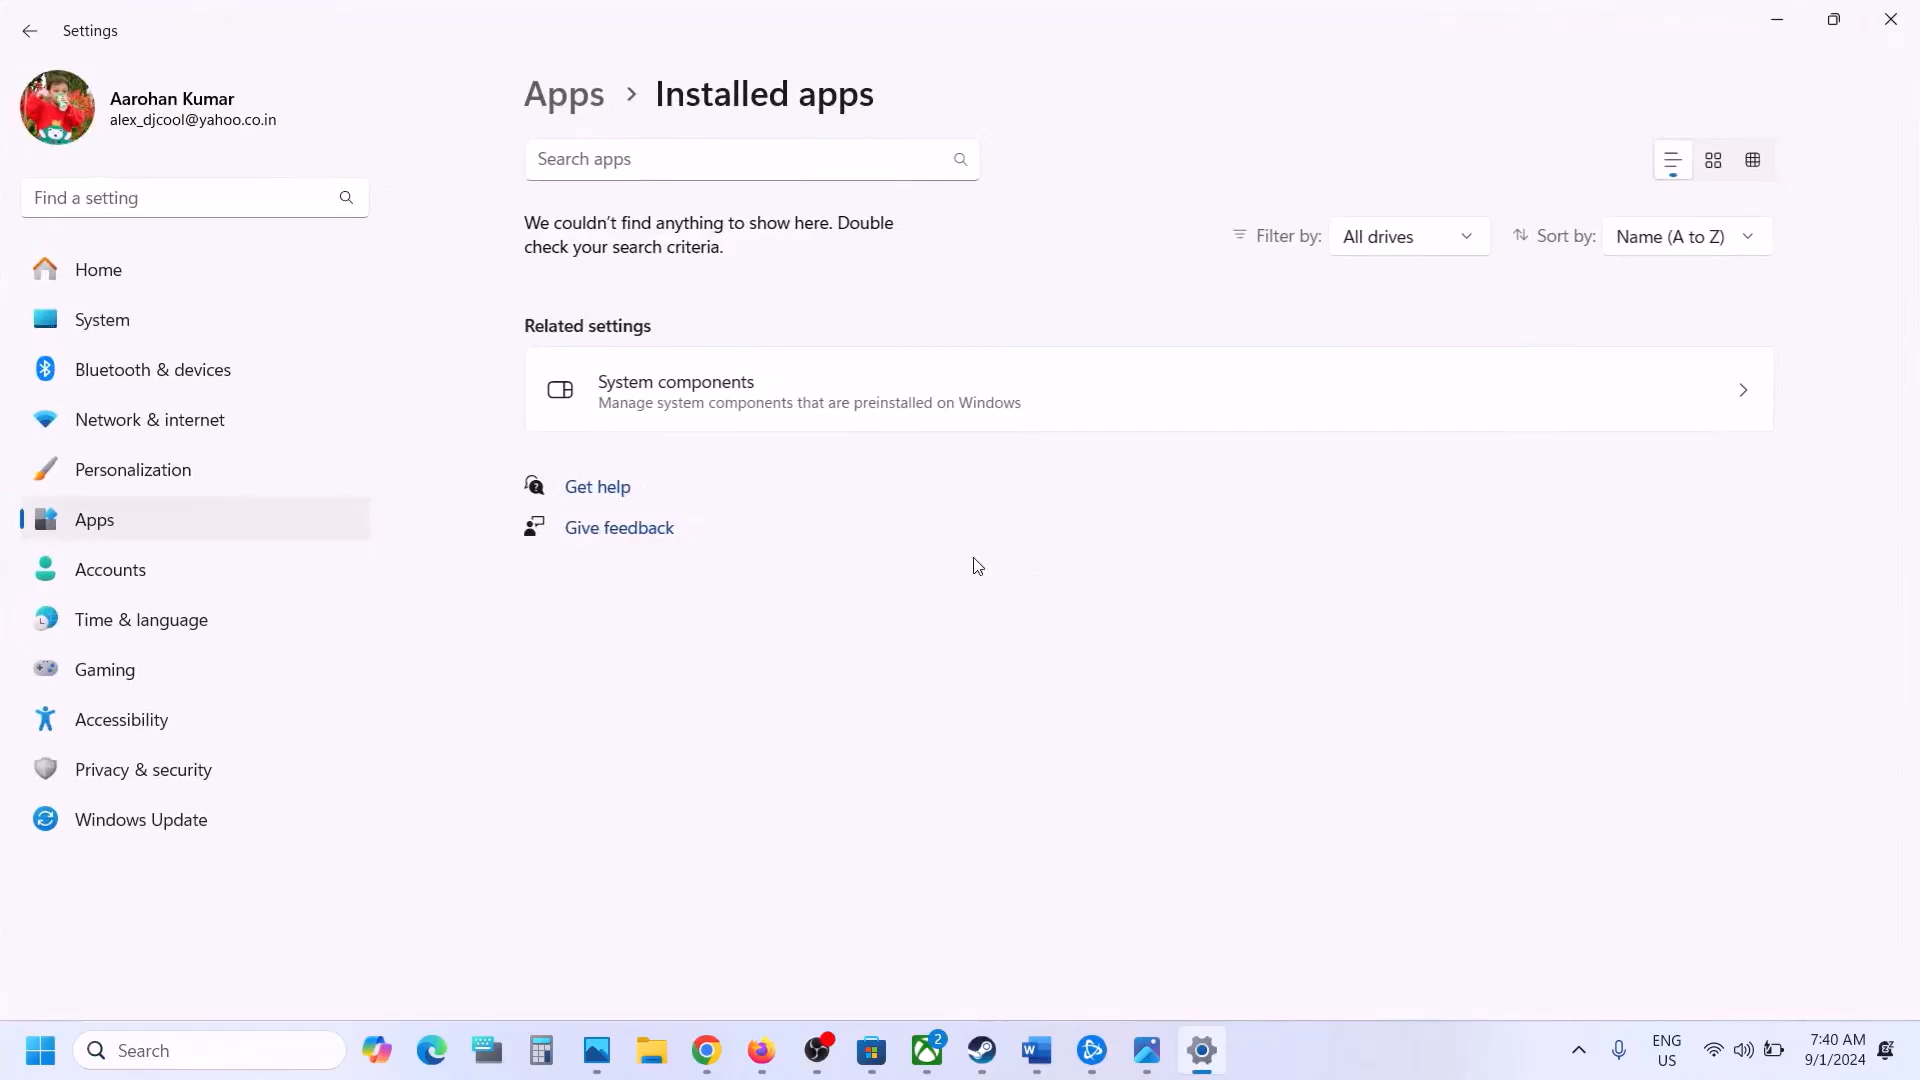 Settings
Aarohan Kumar
alex_djcool@yahoo.co.in
Find a setting
Home
System
Bluetooth & devices
Network & internet
Personalization
Apps
Accounts
Time & language
Gaming
Accessibility
Privacy & security
Windows Update
Apps > Installed apps
Search apps
We couldn't find anything to show here. Double
check your search criteria.
Filter by: All drives
Sort by: Name (A to Z)
Related settings
System components
Manage system components that are preinstalled on Windows
Get help
Give feedback
Search
2
ENG
US
7:40 AM
9/1/2024